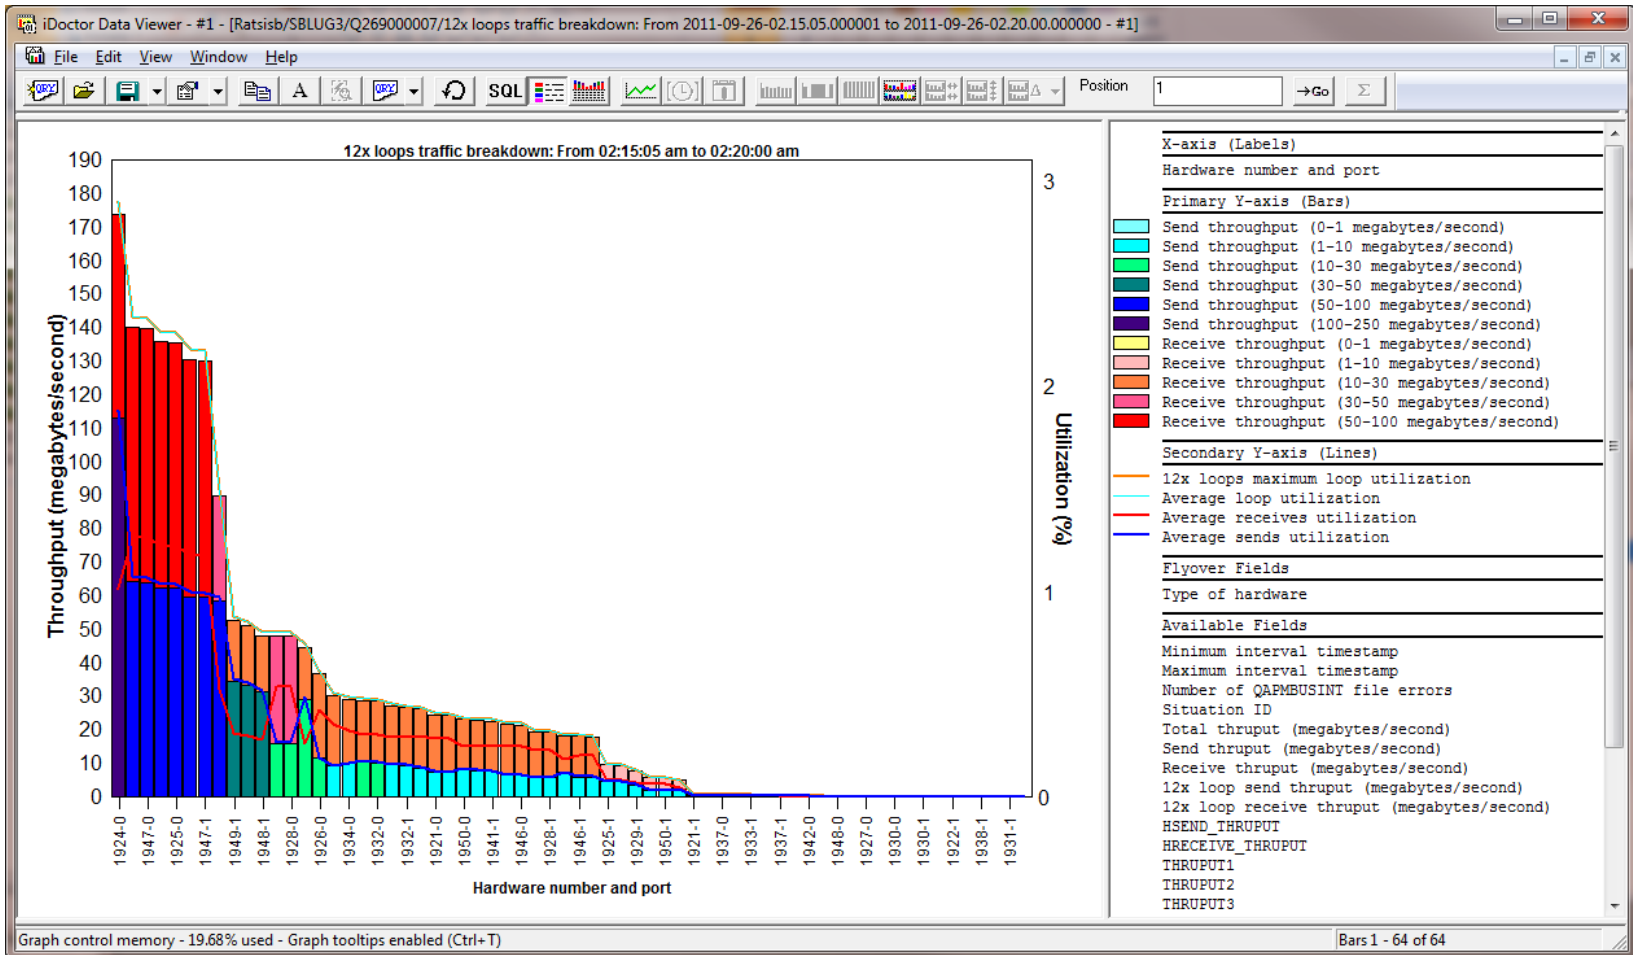 iDoctor Data Viewer - #1 - [Ratsisb/SBLUG3/Q269000007/12x loops traffic breakdown: From 2011-09-26-02.15.05.000001 to 2011-09-26-02.20.00.000000 - #1]
File Edit View Window Help
QRY A QRY SQL Position 1 →Go Σ
12x loops traffic breakdown: From 02:15:05 am to 02:20:00 am
Throughput (megabytes/second)
190
180
170
160
150
140
130
120
110
100
90
80
70
60
50
40
30
20
10
0
3
2
1
0
Utilization (%)
1924-0 1947-0 1925-0 1947-1 1949-1 1948-1 1928-0 1926-0 1934-0 1932-0 1932-1 1921-0 1950-0 1941-1 1946-0 1928-1 1946-1 1925-1 1929-1 1950-1 1921-1 1937-0 1933-1 1937-1 1942-0 1948-0 1927-0 1930-0 1930-1 1922-1 1938-1 1931-1
Hardware number and port
X-axis (Labels)
Hardware number and port
Primary Y-axis (Bars)
Send throughput (0-1 megabytes/second)
Send throughput (1-10 megabytes/second)
Send throughput (10-30 megabytes/second)
Send throughput (30-50 megabytes/second)
Send throughput (50-100 megabytes/second)
Send throughput (100-250 megabytes/second)
Receive throughput (0-1 megabytes/second)
Receive throughput (1-10 megabytes/second)
Receive throughput (10-30 megabytes/second)
Receive throughput (30-50 megabytes/second)
Receive throughput (50-100 megabytes/second)
Secondary Y-axis (Lines)
12x loops maximum loop utilization
Average loop utilization
Average receives utilization
Average sends utilization
Flyover Fields
Type of hardware
Available Fields
Minimum interval timestamp
Maximum interval timestamp
Number of QAPMBUSINT file errors
Situation ID
Total thruput (megabytes/second)
Send thruput (megabytes/second)
Receive thruput (megabytes/second)
12x loop send thruput (megabytes/second)
12x loop receive thruput (megabytes/second)
HSEND_THRUPUT
HRECEIVE_THRUPUT
THRUPUT1
THRUPUT2
THRUPUT3
Graph control memory - 19.68% used - Graph tooltips enabled (Ctrl+T)
Bars 1 - 64 of 64